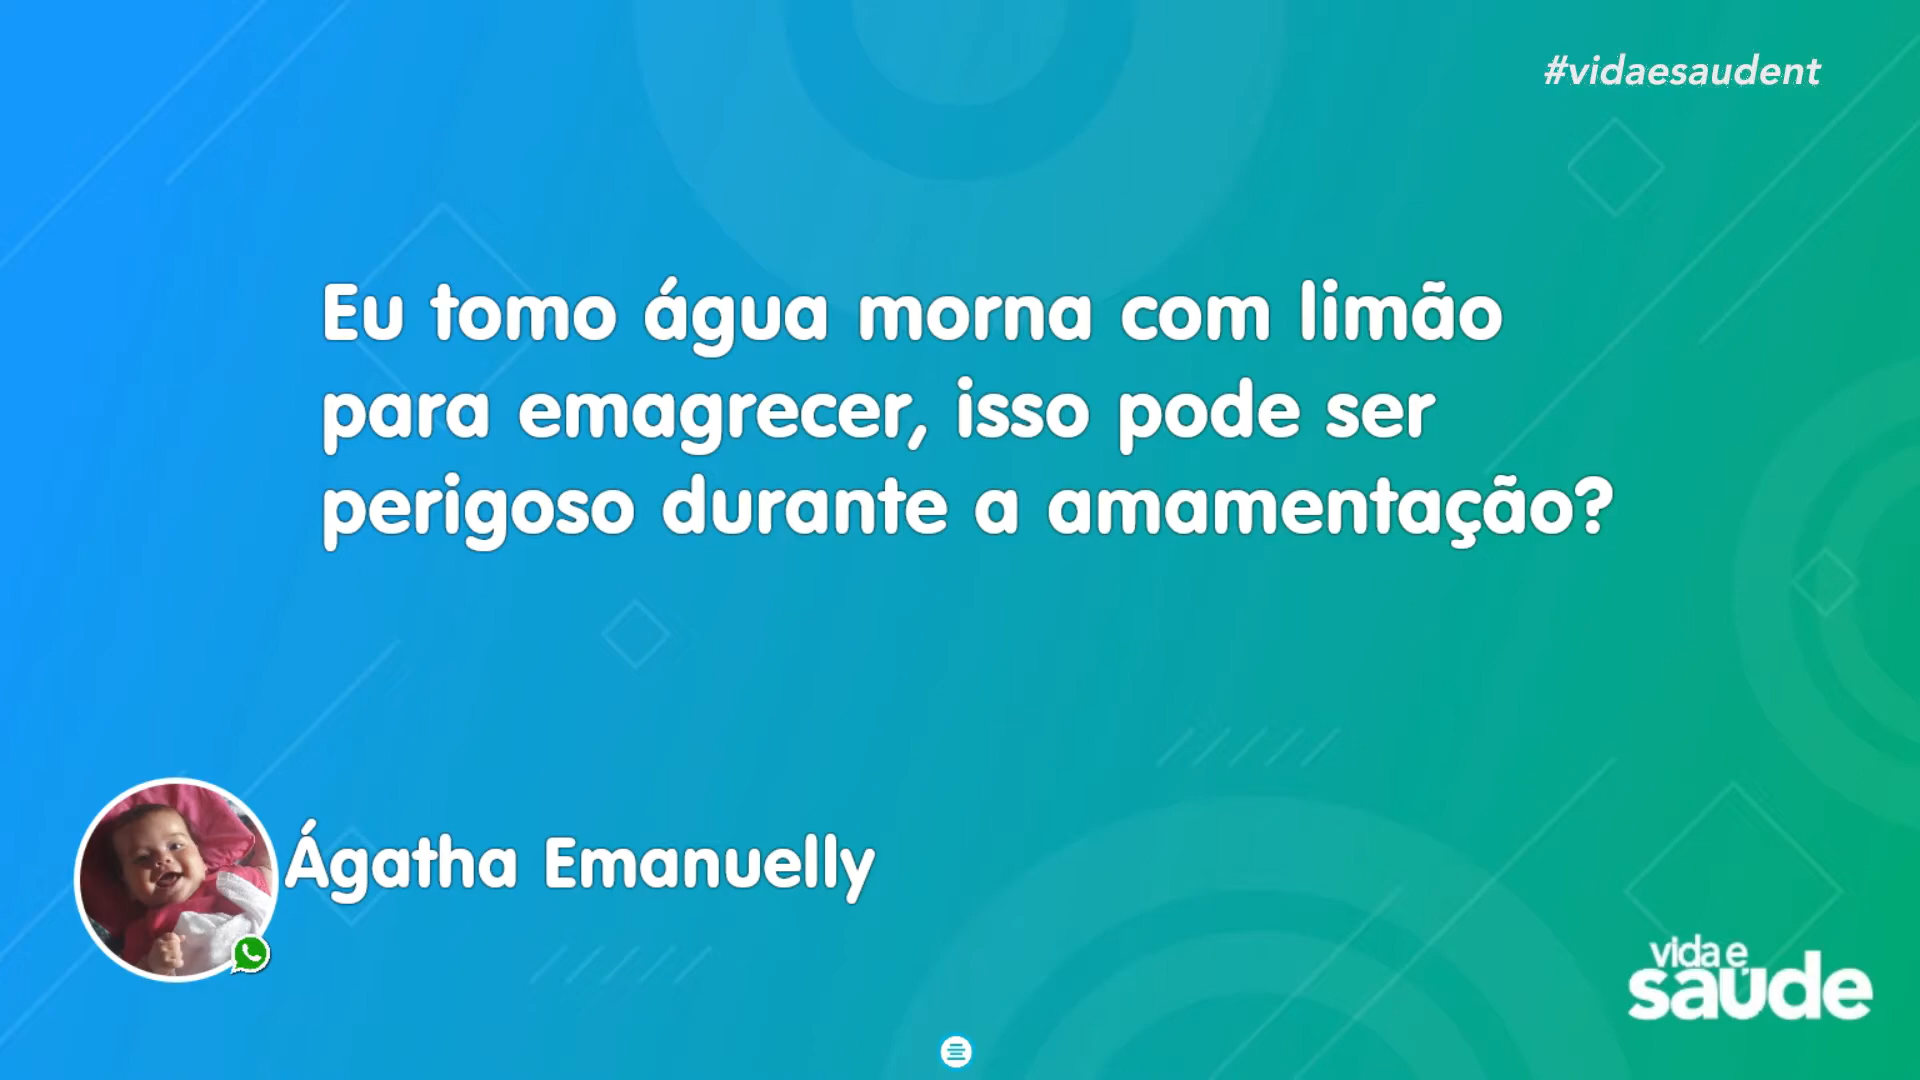 #vidaesaudent
Eu tomo água morna com limão
para emagrecer, isso pode ser
perigoso durante a amamentação?
Ágatha Emanuelly
vida e
saúde